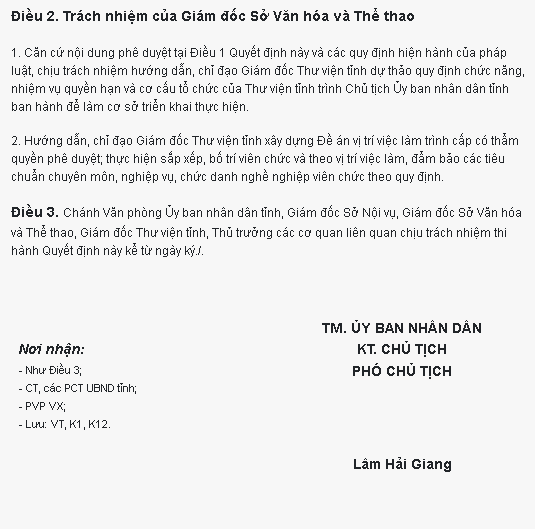 Điều 2. Trách nhiệm của Giám đốc Sở Văn hóa và Thể thao
1. Căn cứ nội dung phê duyệt tại Điều 1 Quyết định này và các quy định hiện hành của pháp
luật, chịu trách nhiệm hướng dẫn, chỉ đạo Giám đốc Thư viện tỉnh dự thảo quy định chức năng,
nhiệm vụ quyền hạn và cơ cấu tổ chức của Thư viện tỉnh trình Chủ tịch Ủy ban nhân dân tỉnh
ban hành để làm cơ sở triển khai thực hiện.
2. Hướng dẫn, chỉ đạo Giám đốc Thư viện tỉnh xây dựng Đề án vị trí việc làm trình cấp có thẩm
quyền phê duyệt; thực hiện sắp xếp, bố trí viên chức và theo vị trí việc làm, đẩm bảo các tiêu
chuẩn chuyên môn, nghiệp vụ, chức danh nghề nghiệp viên chức theo quy định.
Điều 3. Chánh Văn phòng Ủy ban nhân dân tỉnh, Giám đốc Sở Nội vụ, Giám đốc Sở Văn hóa
và Thể thao, Giám đốc Thư viện tỉnh, Thủ trưởng các cơ quan liên quan chịu trách nhiệm thi
hành Quyết định này kể từ ngày ký./.
Nơi nhận:
- Như Điều 3;
- CT, các PCT UBND tỉnh;
- PVP VX;
- Lưu: VT, K1, K12.
TM. ỦY BAN NHÂN DÂN
KT. CHỦ TỊCH
PHÓ CHỦ TỊCH
Lâm Hải Giang